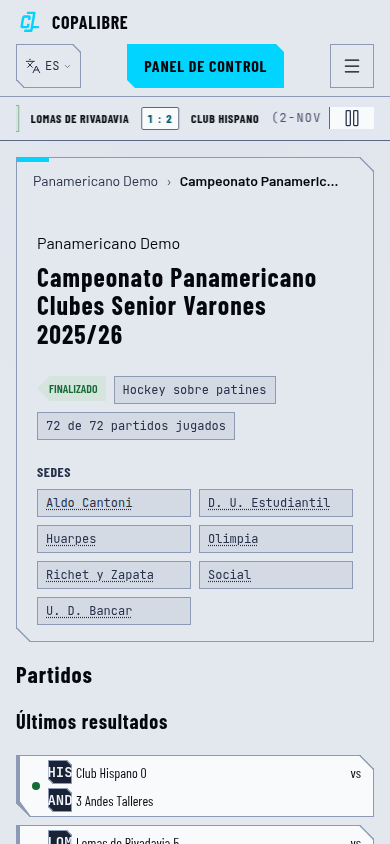 COPALIBRE
ES
PANEL DE CONTROL
LOMAS DE RIVADAVIA 1 : 2 CLUB HISPANO (2-NOV
Panamericano Demo › Campeonato Panameric...
Panamericano Demo
Campeonato Panamericano
Clubes Senior Varones
2025/26
FINALIZADO
Hockey sobre patines
72 de 72 partidos jugados
SEDES
Aldo Cantoni
D. U. Estudiantil
Huarpes
Olimpia
Richet y Zapata
Social
U. D. Bancar
Partidos
Últimos resultados
HIS Club Hispano 0 vs
AND 3 Andes Talleres
LOM Lomas de Rivadavia 5